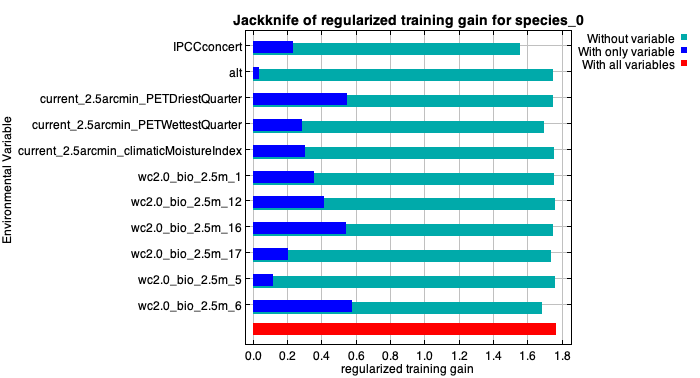 Jackknife of regularized training gain for species_0
Without variable
With only variable
With all variables
Environmental Variable
IPCCconcert
alt
current_2.5arcmin_PETDriestQuarter
current_2.5arcmin_PETWettestQuarter
current_2.5arcmin_climaticMoistureIndex
wc2.0_bio_2.5m_1
wc2.0_bio_2.5m_12
wc2.0_bio_2.5m_16
wc2.0_bio_2.5m_17
wc2.0_bio_2.5m_5
wc2.0_bio_2.5m_6
0.0 0.2 0.4 0.6 0.8 1.0 1.2 1.4 1.6 1.8
regularized training gain